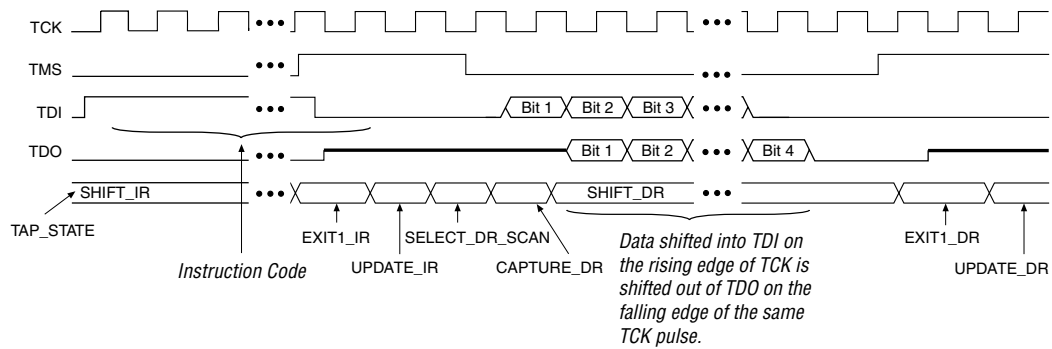 TCK
TMS
TDI
Bit 1 Bit 2 Bit 3
TDO
Bit 1 Bit 2 Bit 4
SHIFT_IR SHIFT_DR
TAP_STATE
EXIT1_IR SELECT_DR_SCAN EXIT1_DR
Instruction Code UPDATE_IR CAPTURE_DR UPDATE_DR
Data shifted into TDI on
the rising edge of TCK is
shifted out of TDO on the
falling edge of the same
TCK pulse.